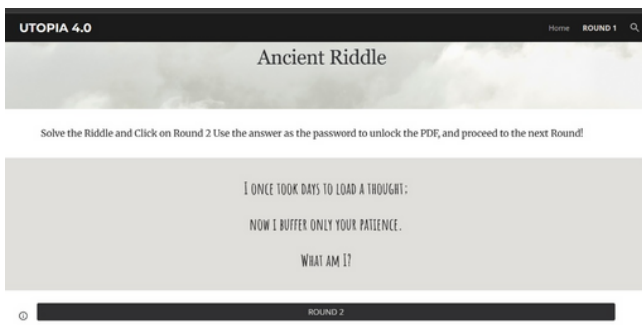 UTOPIA 4.0
Home ROUND 1
Ancient Riddle
Solve the Riddle and Click on Round 2 Use the answer as the password to unlock the PDF, and proceed to the next Round!
I ONCE TOOK DAYS TO LOAD A THOUGHT;
NOW I BUFFER ONLY YOUR PATIENCE.
WHAT AM I?
ROUND 2